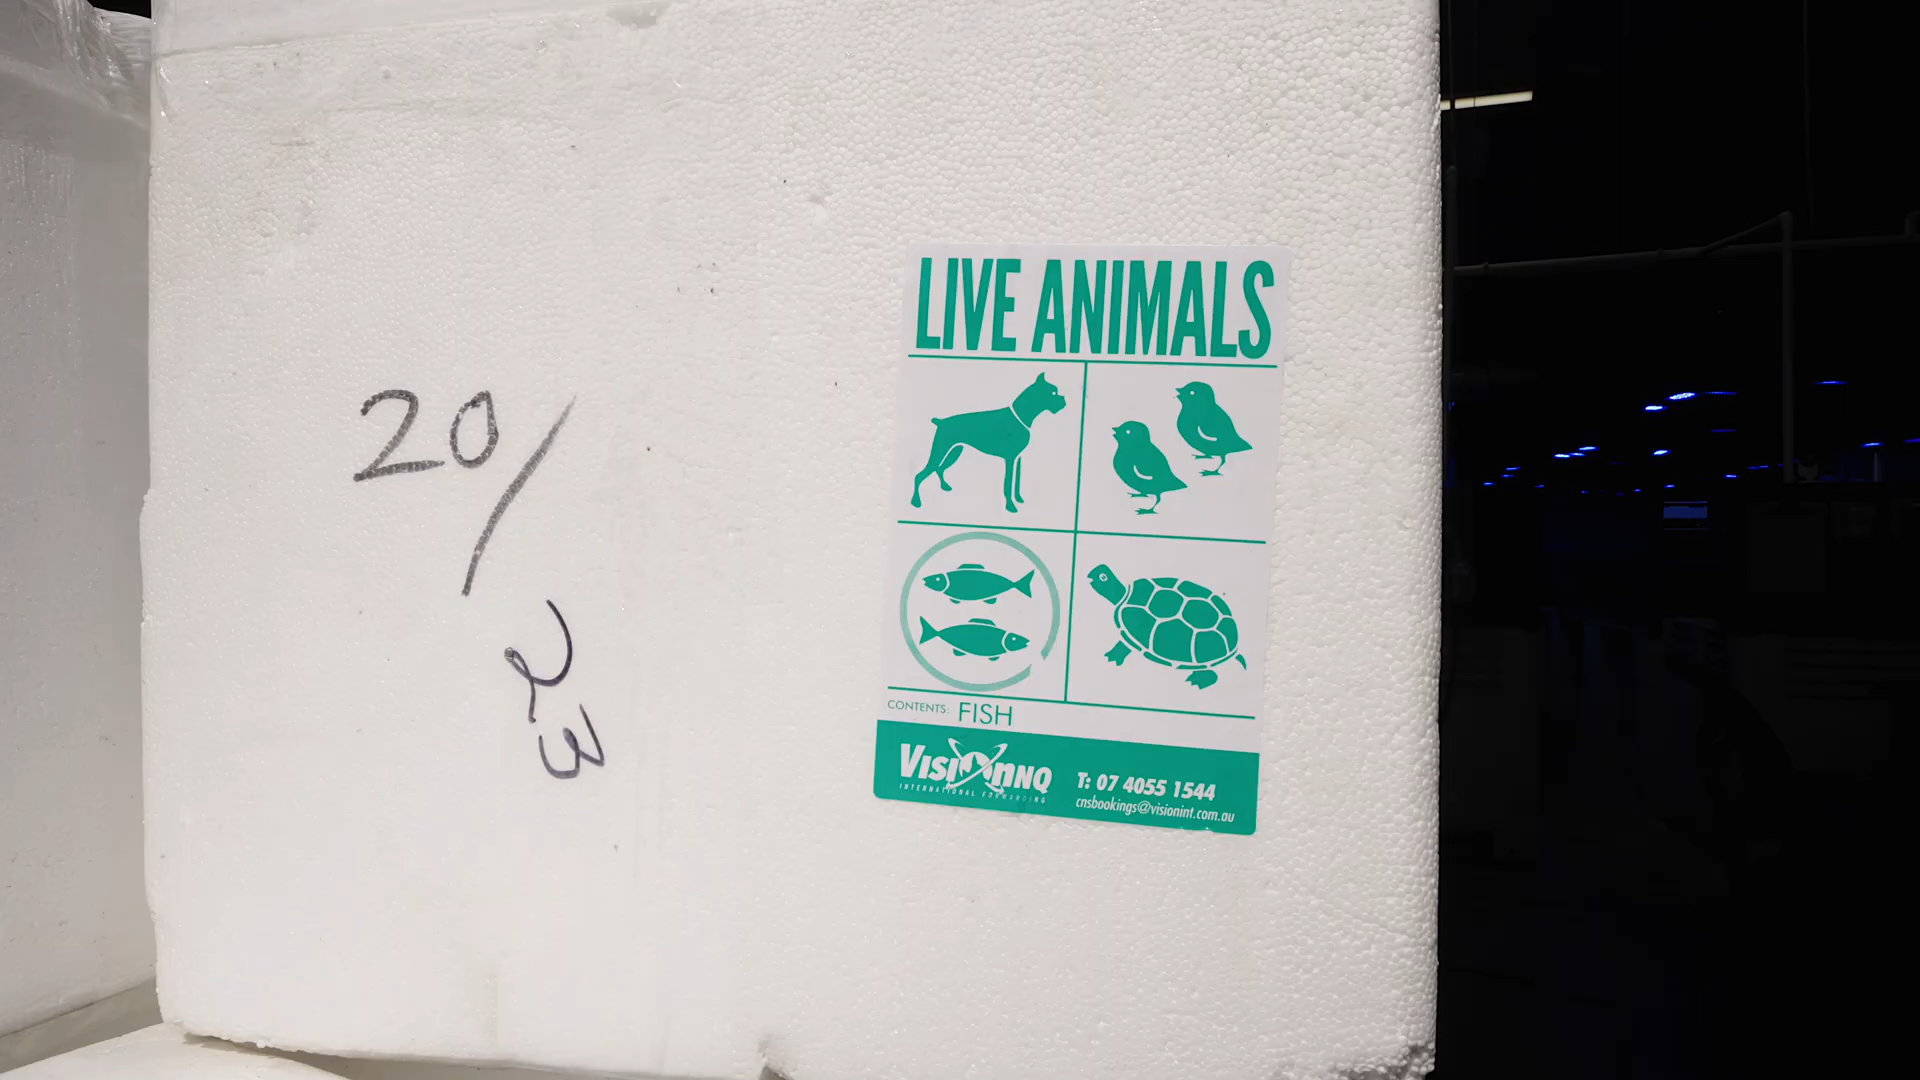 20/
23
LIVE ANIMALS
CONTENTS: FISH
VISIONNQ
INTERNATIONAL FORWARDING
T: 07 4055 1544
cnsbookings@visionint.com.au